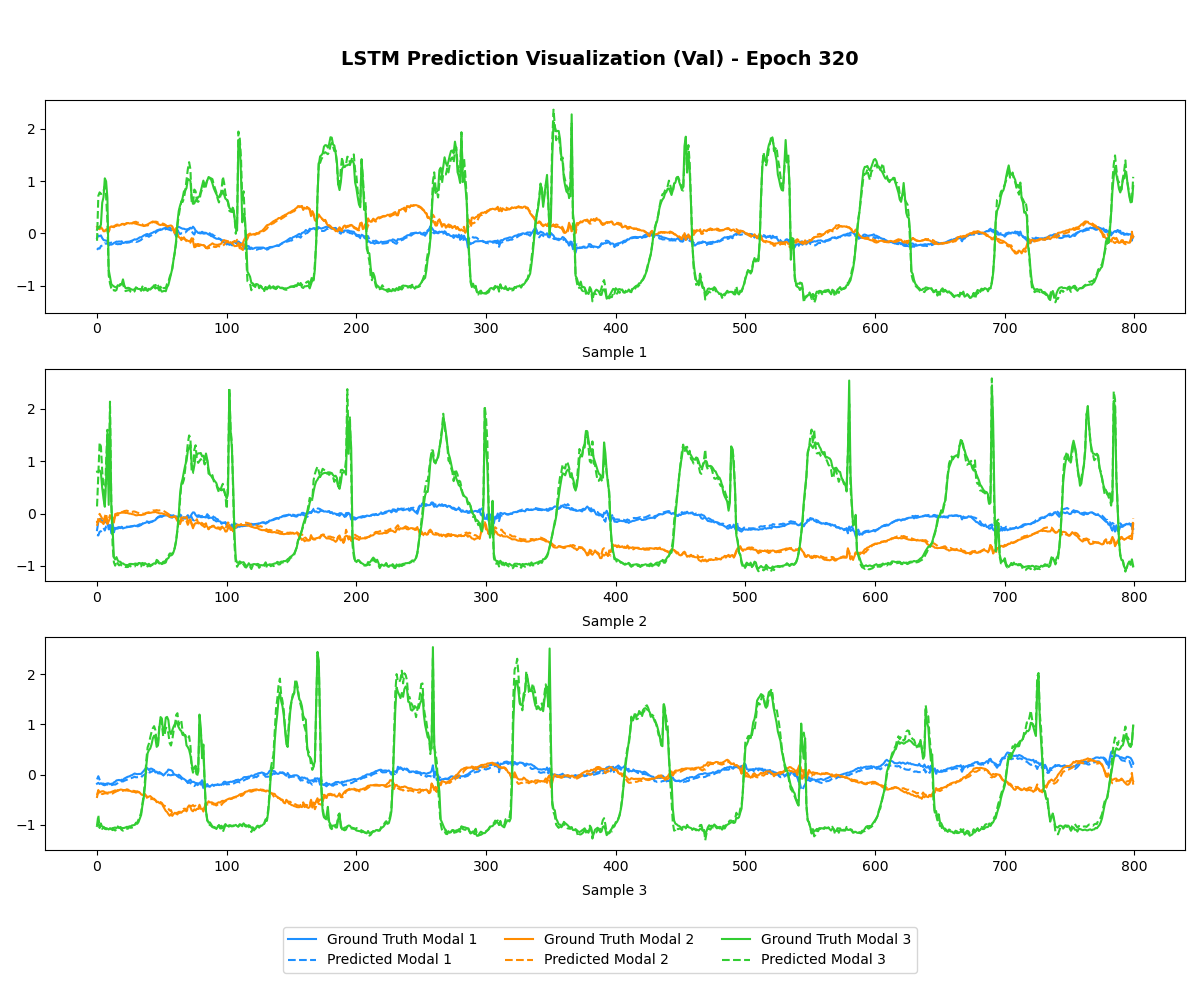 LSTM Prediction Visualization (Val) - Epoch 320
2
1
0
−1
0 100 200 300 400 500 600 700 800
Sample 1
2
1
0
−1
0 100 200 300 400 500 600 700 800
Sample 2
2
1
0
−1
0 100 200 300 400 500 600 700 800
Sample 3
Ground Truth Modal 1 Ground Truth Modal 2 Ground Truth Modal 3
Predicted Modal 1 Predicted Modal 2 Predicted Modal 3